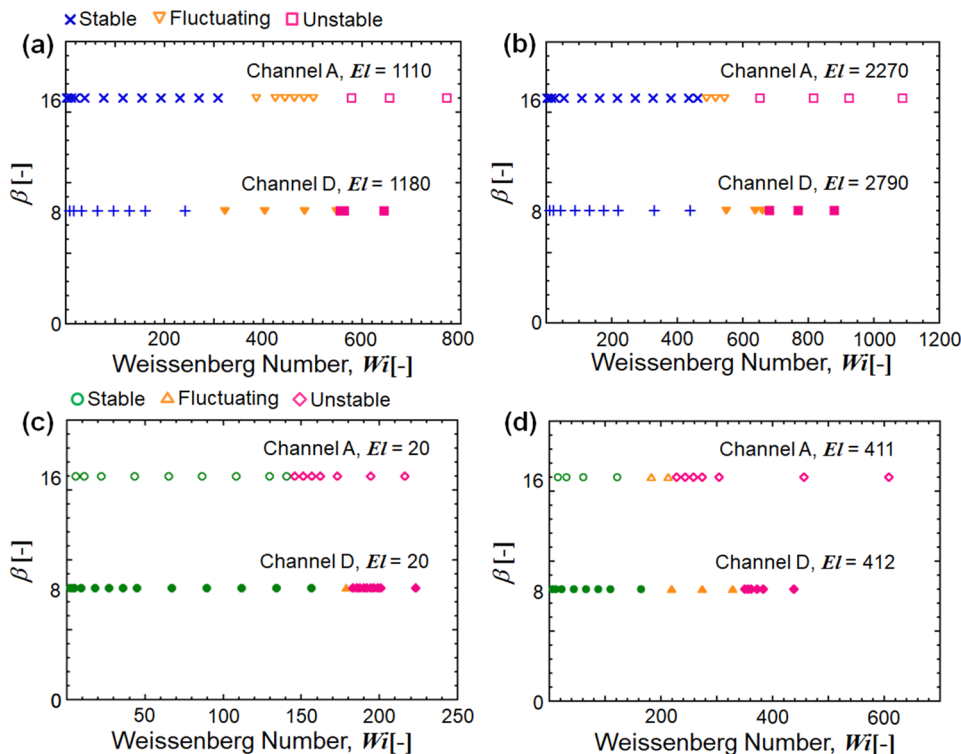 Stable Fluctuating Unstable
(a)
Channel A, El = 1110
Channel D, El = 1180
β [-]
16
8
0
200 400 600 800
Weissenberg Number, Wi[-]
(b)
Channel A, El = 2270
Channel D, El = 2790
β [-]
16
8
0
200 400 600 800 1000 1200
Weissenberg Number, Wi[-]
Stable Fluctuating Unstable
(c)
Channel A, El = 20
Channel D, El = 20
β [-]
16
8
0
50 100 150 200 250
Weissenberg Number, Wi[-]
(d)
Channel A, El = 411
Channel D, El = 412
β [-]
16
8
0
200 400 600
Weissenberg Number, Wi[-]